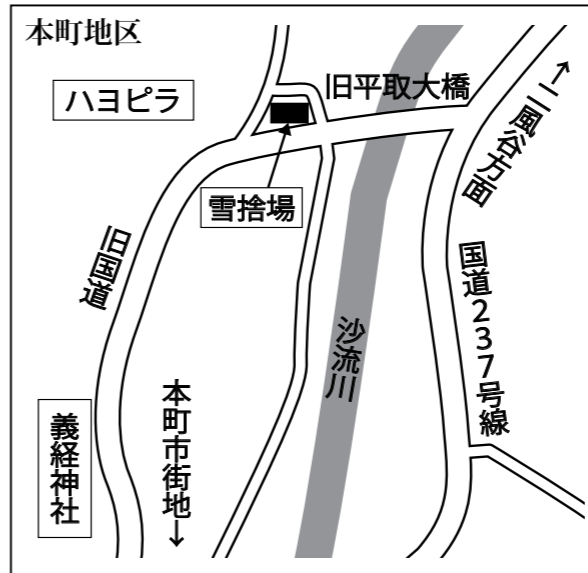 本町地区
ハヨピラ
旧平取大橋
←二風谷方面
雪捨場
旧国道
国道237号線
沙流川
義経神社
本町市街地→